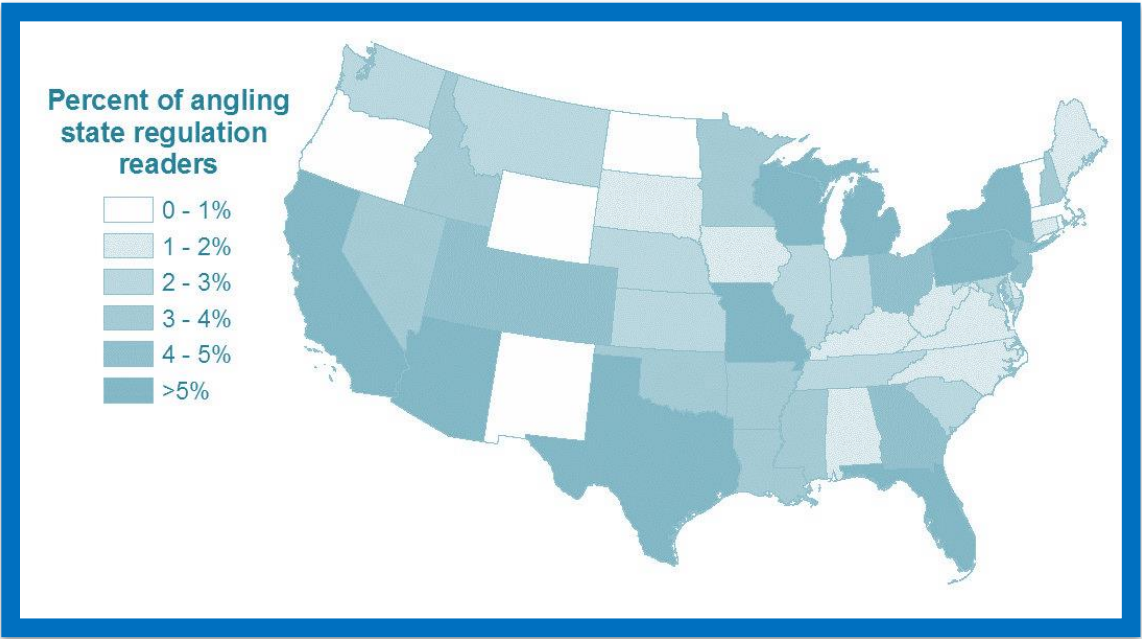 Percent of angling
state regulation
readers
0 - 1%
1 - 2%
2 - 3%
3 - 4%
4 - 5%
>5%